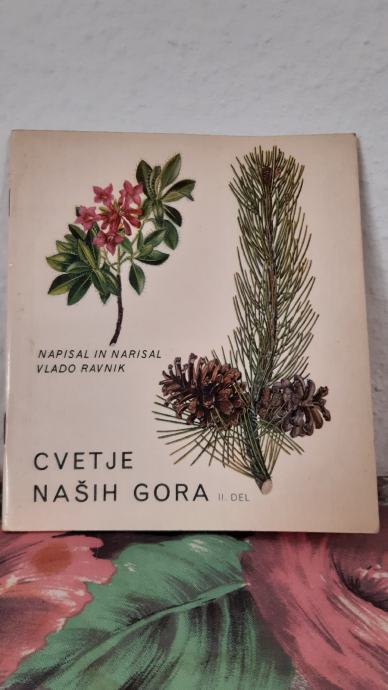 NAPISAL IN NARISAL
VLADO RAVNIK
CVETJE
NAŠIH GORA II. DEL